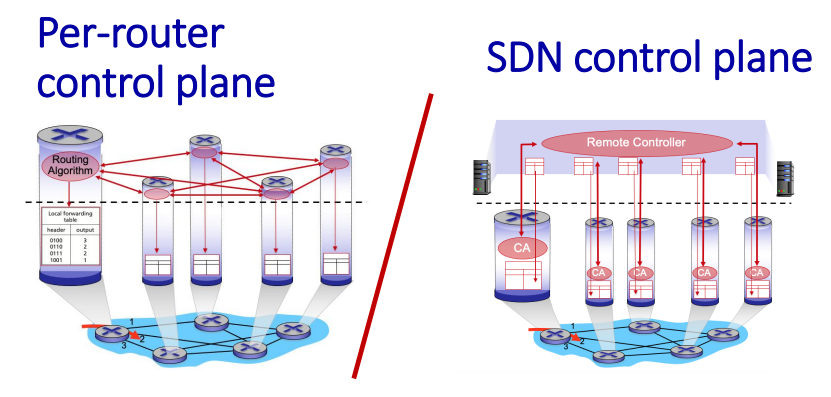 Per-router
control plane
SDN control plane
Routing
Algorithm
Local forwarding
table
header output
0100 3
0110 2
0111 2
1001 1
1
2
3
Remote Controller
CA
CA
CA
CA
CA
1
2
3